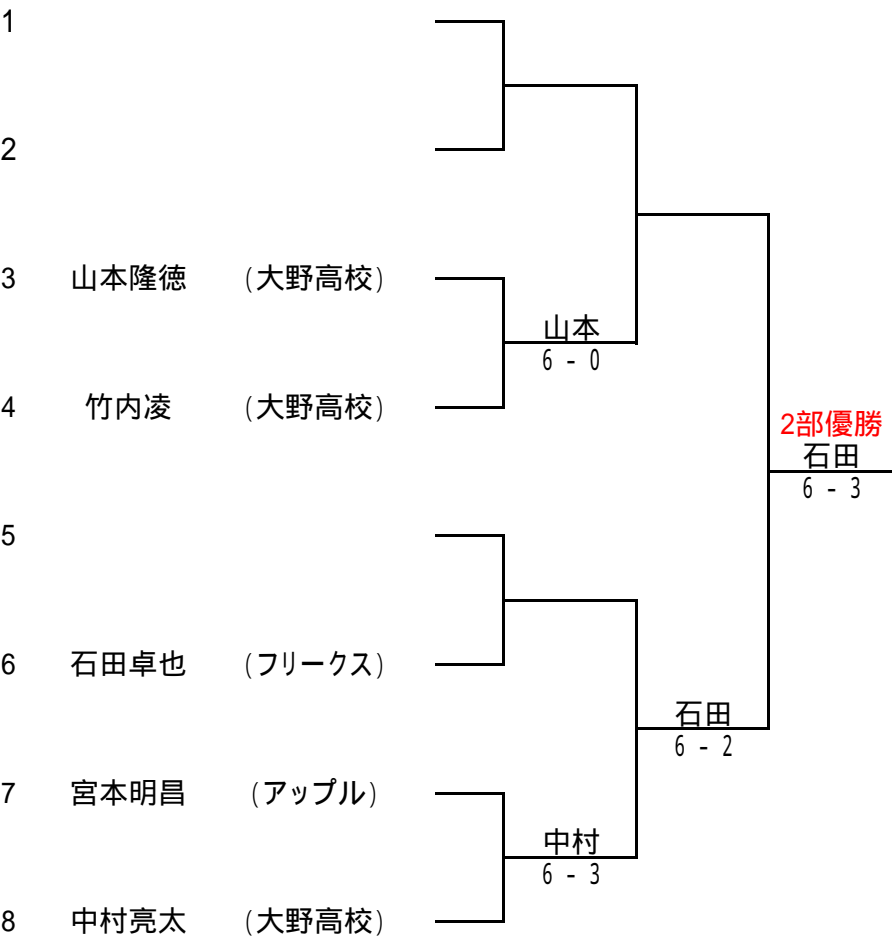 1
2
3 山本隆徳 (大野高校)
山本
6 - 0
4 竹内凌 (大野高校)
2部優勝
石田
6 - 3
5
6 石田卓也 (フリークス)
石田
6 - 2
7 宮本明昌 (アップル)
中村
6 - 3
8 中村亮太 (大野高校)